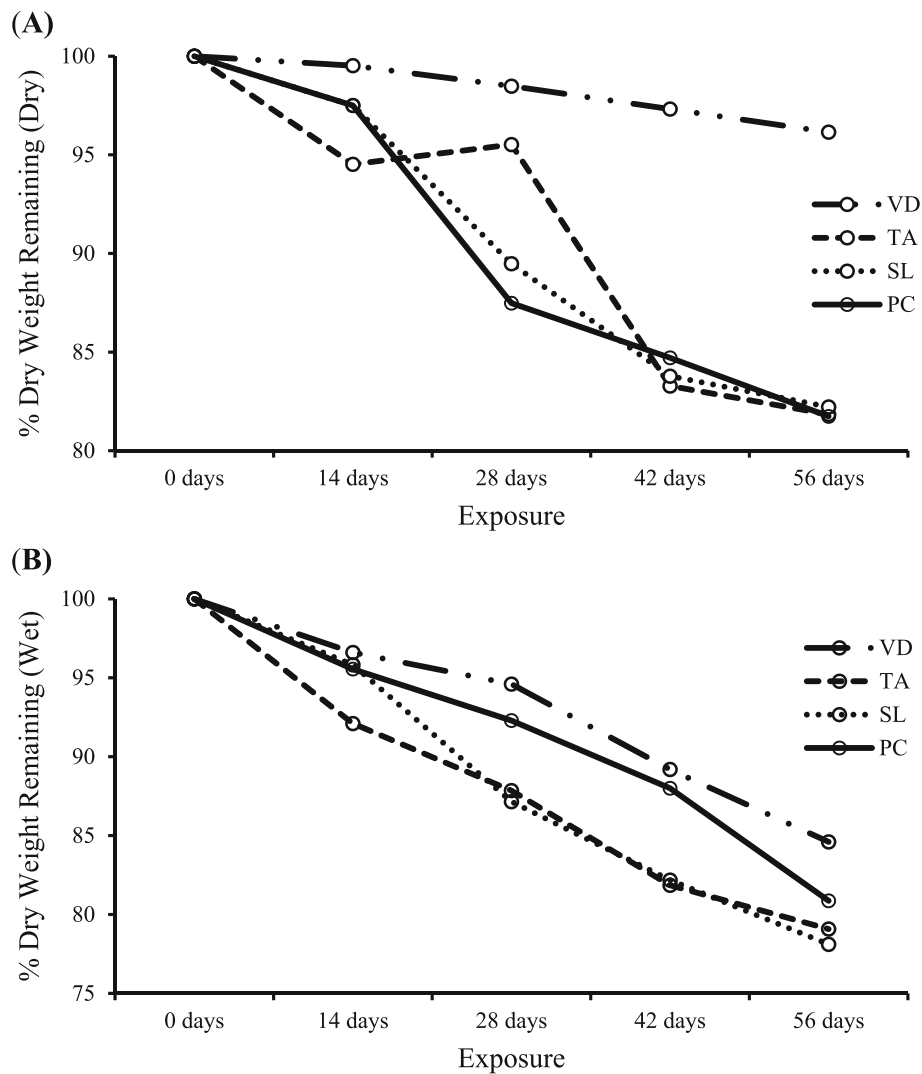 (A)
% Dry Weight Remaining (Dry)
100
95
90
85
80
0 days 14 days 28 days 42 days 56 days
Exposure
VD
TA
SL
PC
(B)
% Dry Weight Remaining (Wet)
100
95
90
85
80
75
0 days 14 days 28 days 42 days 56 days
Exposure
VD
TA
SL
PC